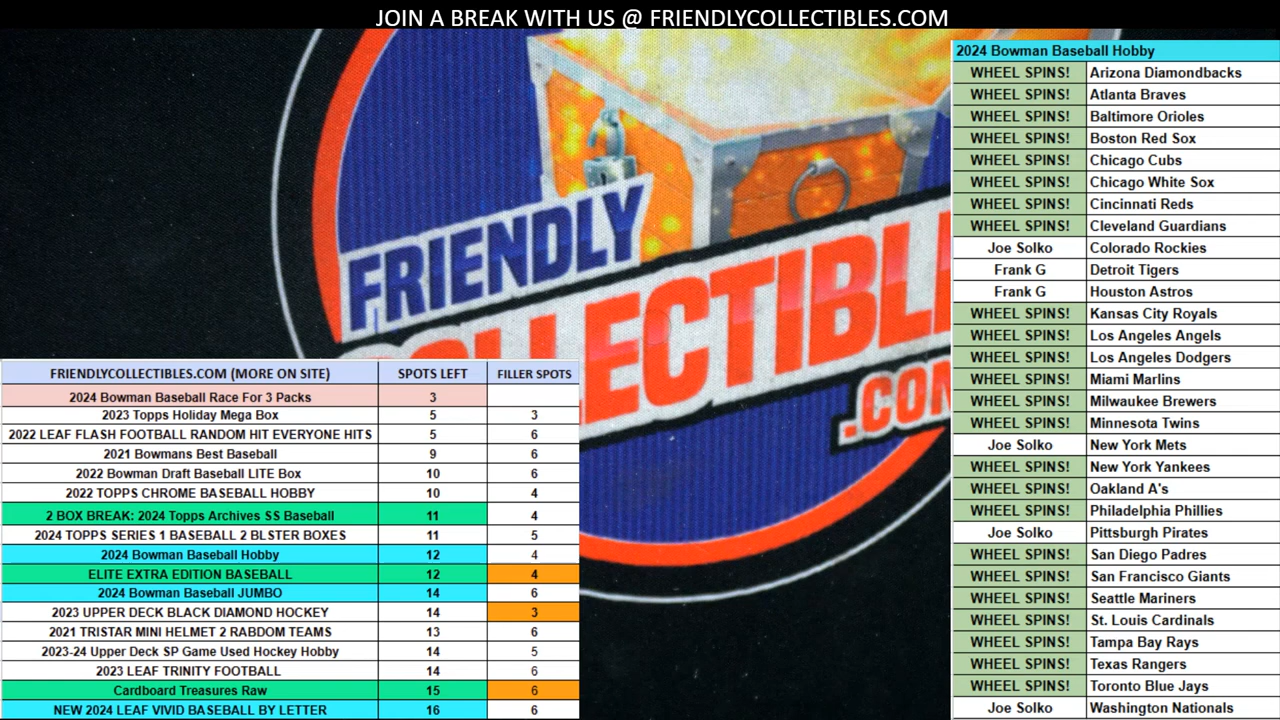 JOIN A BREAK WITH US @ FRIENDLYCOLLECTIBLES.COM
FRIENDLY
COLLECTIBL
.COM
FRIENDLYCOLLECTIBLES.COM (MORE ON SITE) SPOTS LEFT FILLER SPOTS
2024 Bowman Baseball Race For 3 Packs 3
2023 Topps Holiday Mega Box 5 3
2022 LEAF FLASH FOOTBALL RANDOM HIT EVERYONE HITS 5 6
2021 Bowmans Best Baseball 9 6
2022 Bowman Draft Baseball LITE Box 10 6
2022 TOPPS CHROME BASEBALL HOBBY 10 4
2 BOX BREAK: 2024 Topps Archives SS Baseball 11 4
2024 TOPPS SERIES 1 BASEBALL 2 BLSTER BOXES 11 5
2024 Bowman Baseball Hobby 12 4
ELITE EXTRA EDITION BASEBALL 12 4
2024 Bowman Baseball JUMBO 14 6
2023 UPPER DECK BLACK DIAMOND HOCKEY 14 3
2021 TRISTAR MINI HELMET 2 RABDOM TEAMS 13 6
2023-24 Upper Deck SP Game Used Hockey Hobby 14 5
2023 LEAF TRINITY FOOTBALL 14 6
Cardboard Treasures Raw 15 6
NEW 2024 LEAF VIVID BASEBALL BY LETTER 16 6
2024 Bowman Baseball Hobby
WHEEL SPINS! Arizona Diamondbacks
WHEEL SPINS! Atlanta Braves
WHEEL SPINS! Baltimore Orioles
WHEEL SPINS! Boston Red Sox
WHEEL SPINS! Chicago Cubs
WHEEL SPINS! Chicago White Sox
WHEEL SPINS! Cincinnati Reds
WHEEL SPINS! Cleveland Guardians
Joe Solko Colorado Rockies
Frank G Detroit Tigers
Frank G Houston Astros
WHEEL SPINS! Kansas City Royals
WHEEL SPINS! Los Angeles Angels
WHEEL SPINS! Los Angeles Dodgers
WHEEL SPINS! Miami Marlins
WHEEL SPINS! Milwaukee Brewers
WHEEL SPINS! Minnesota Twins
Joe Solko New York Mets
WHEEL SPINS! New York Yankees
WHEEL SPINS! Oakland A's
WHEEL SPINS! Philadelphia Phillies
Joe Solko Pittsburgh Pirates
WHEEL SPINS! San Diego Padres
WHEEL SPINS! San Francisco Giants
WHEEL SPINS! Seattle Mariners
WHEEL SPINS! St. Louis Cardinals
WHEEL SPINS! Tampa Bay Rays
WHEEL SPINS! Texas Rangers
WHEEL SPINS! Toronto Blue Jays
Joe Solko Washington Nationals